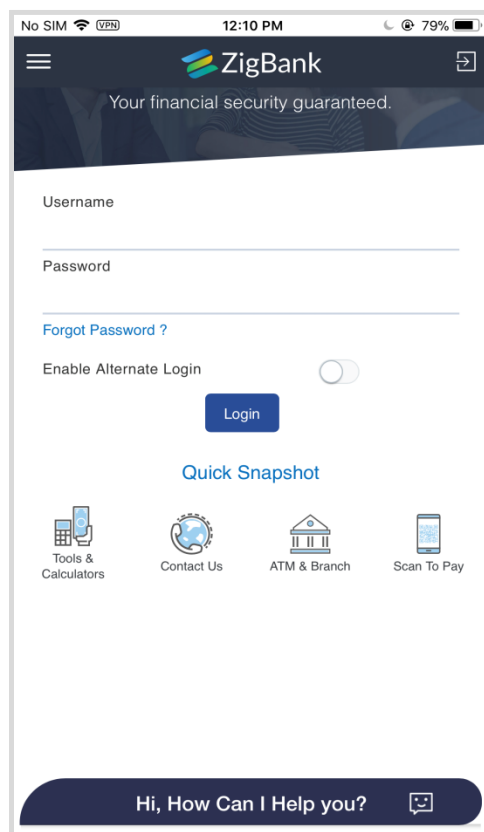 No SIM VPN 12:10 PM 79%
ZigBank
Your financial security guaranteed.
Username
Password
Forgot Password ?
Enable Alternate Login
Login
Quick Snapshot
Tools &
Calculators
Contact Us
ATM & Branch
Scan To Pay
Hi, How Can I Help you?